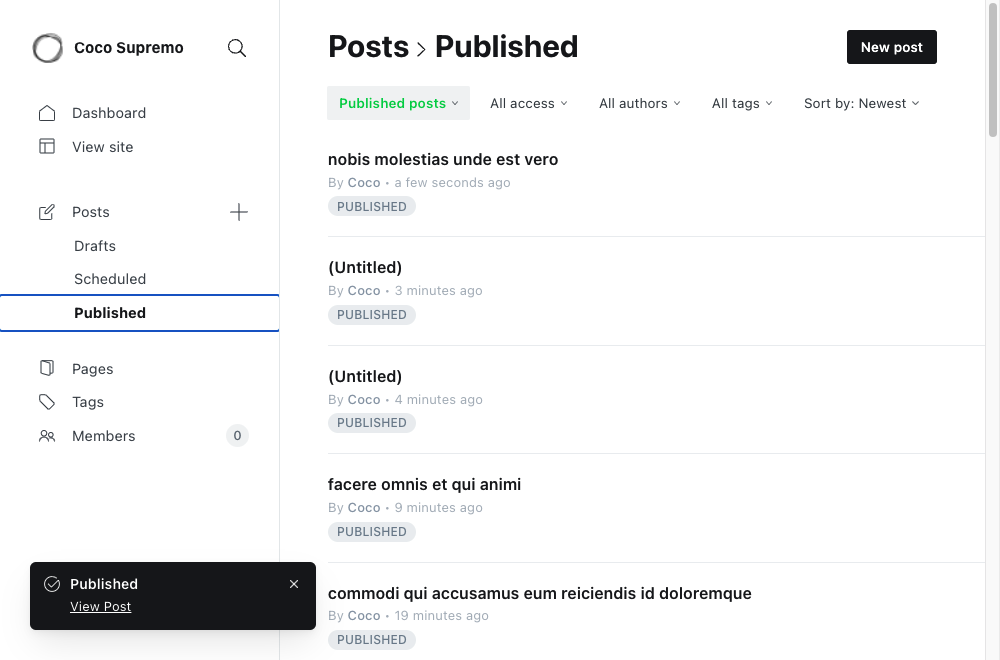 Coco Supremo
Dashboard
View site
Posts
Drafts
Scheduled
Published
Pages
Tags
Members
0
Posts › Published
New post
Published posts
All access
All authors
All tags
Sort by: Newest
nobis molestias unde est vero
By Coco • a few seconds ago
PUBLISHED
(Untitled)
By Coco • 3 minutes ago
PUBLISHED
(Untitled)
By Coco • 4 minutes ago
PUBLISHED
facere omnis et qui animi
By Coco • 9 minutes ago
PUBLISHED
commodi qui accusamus eum reiciendis id doloremque
By Coco • 19 minutes ago
PUBLISHED
Published
View Post